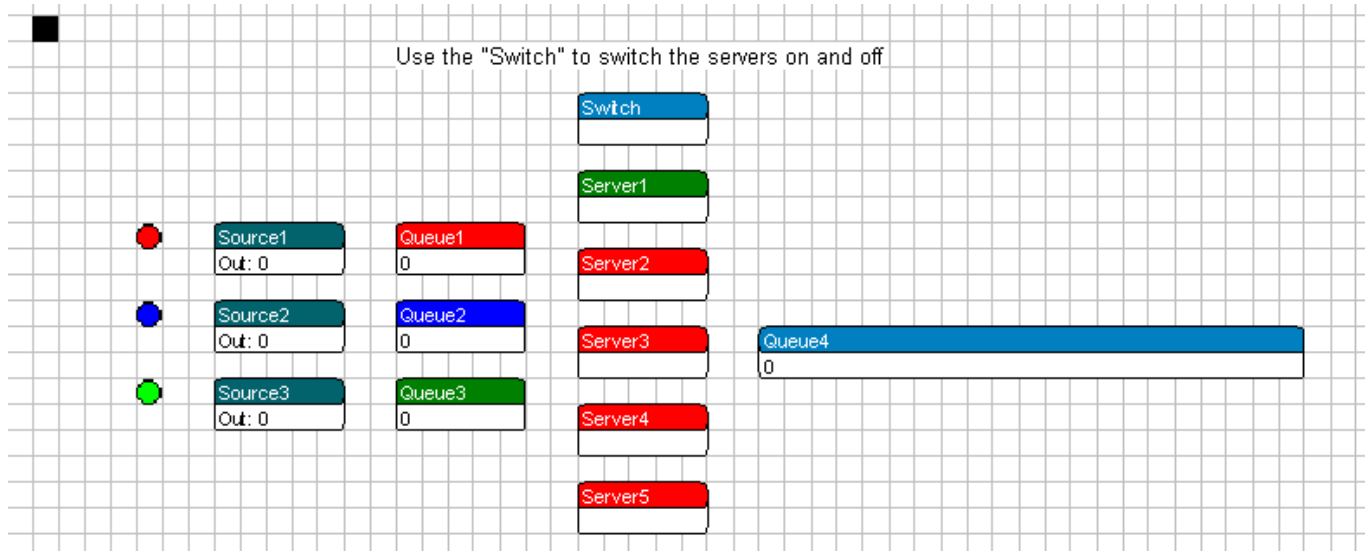 Use the "Switch" to switch the servers on and off
Switch
Server1
Source1
Out: 0
Queue1
0
Server2
Source2
Out: 0
Queue2
0
Server3
Queue4
0
Source3
Out: 0
Queue3
0
Server4
Server5